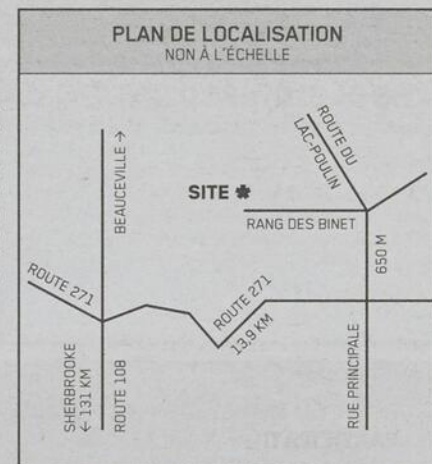 PLAN DE LOCALISATION
NON À L'ÉCHELLE
ROUTE DU
LAC-POULIN
BEAUCEVILLE →
SITE *
RANG DES BINET
650 M
ROUTE 271
ROUTE 271
13,9 KM
SHERBROOKE
← 131 KM
ROUTE 108
RUE PRINCIPALE